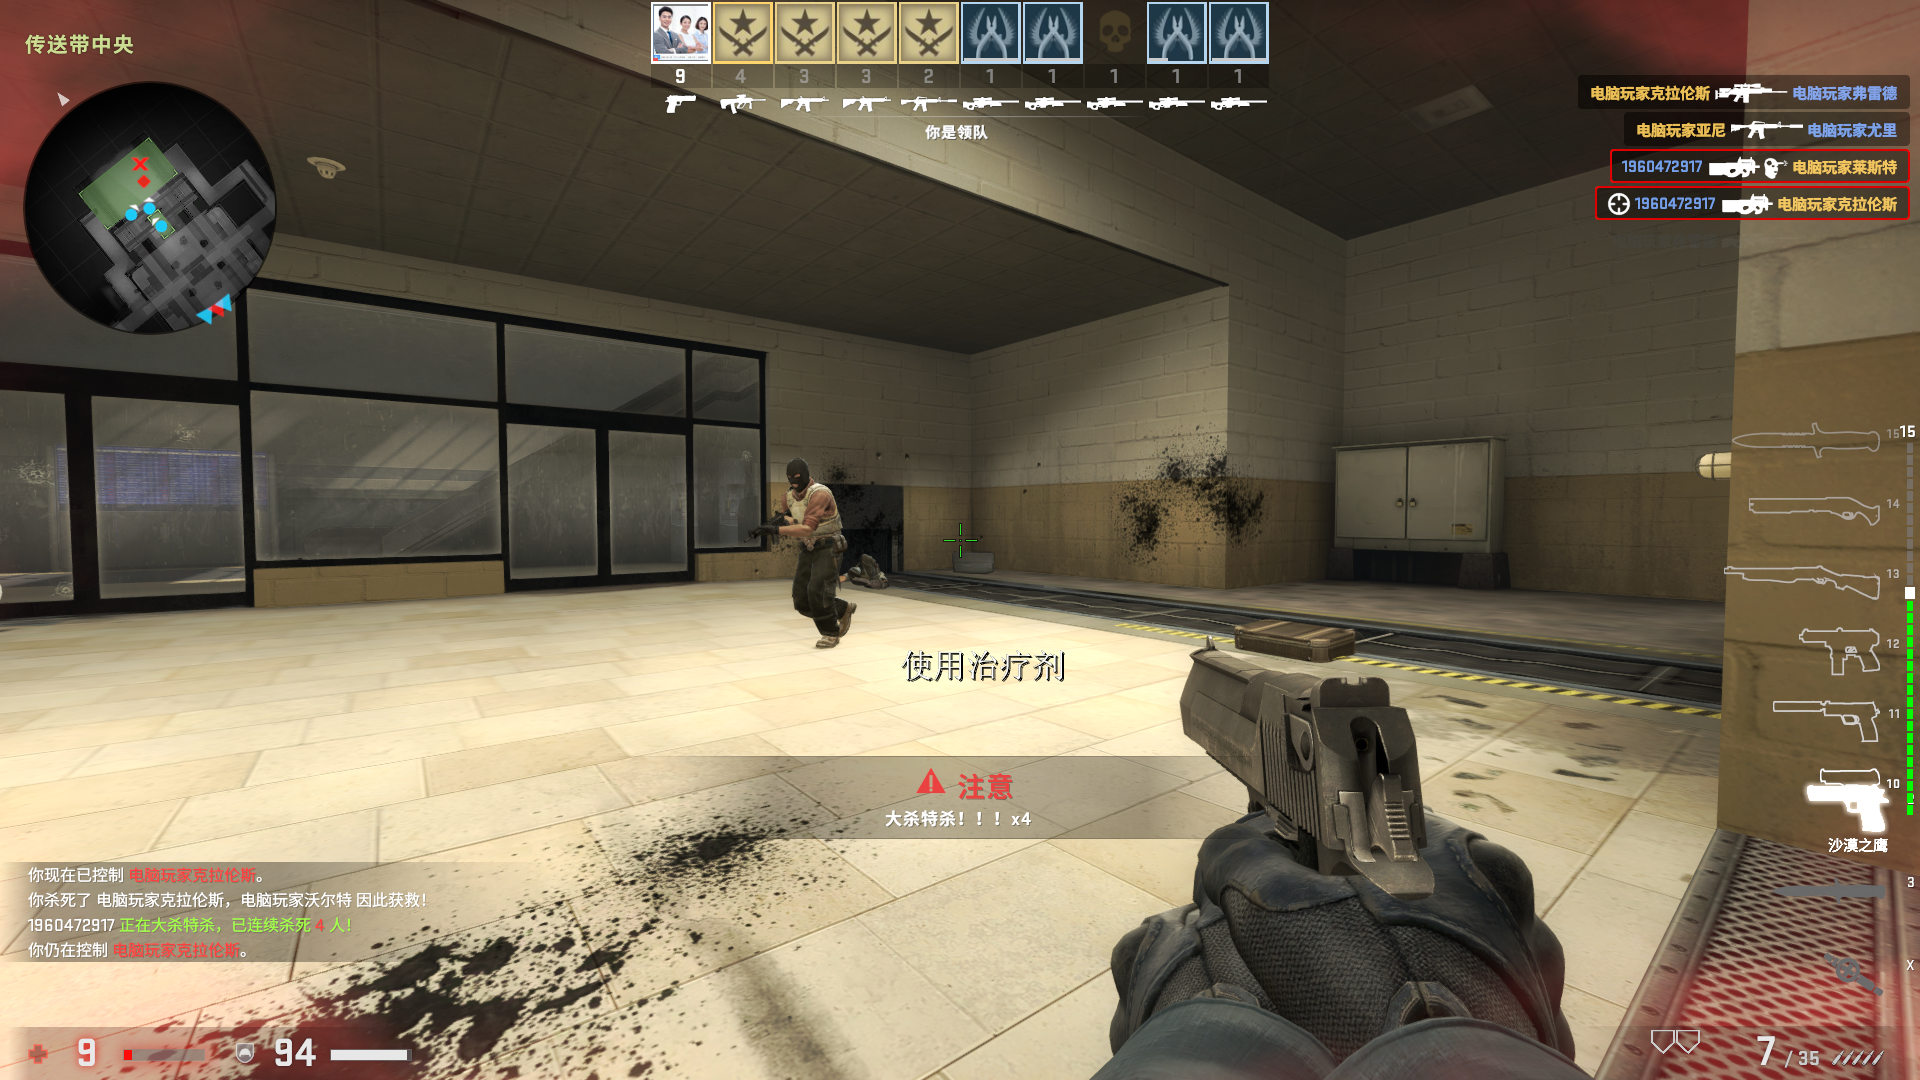 传送带中央
9 4 3 3 2 1 1 1 1 1
你是领队
电脑玩家克拉伦斯 电脑玩家弗雷德
电脑玩家亚尼 电脑玩家尤里
1960472917 电脑玩家莱斯特
1960472917 电脑玩家克拉伦斯
15 15
14
13
12
11
10
沙漠之鹰
3
X
使用治疗剂
注意
大杀特杀！！！x4
你现在已控制 电脑玩家克拉伦斯。
你杀死了 电脑玩家克拉伦斯，电脑玩家沃尔特 因此获救！
1960472917 正在大杀特杀，已连续杀死 4 人！
你仍在控制 电脑玩家克拉伦斯。
9 94
7 / 35